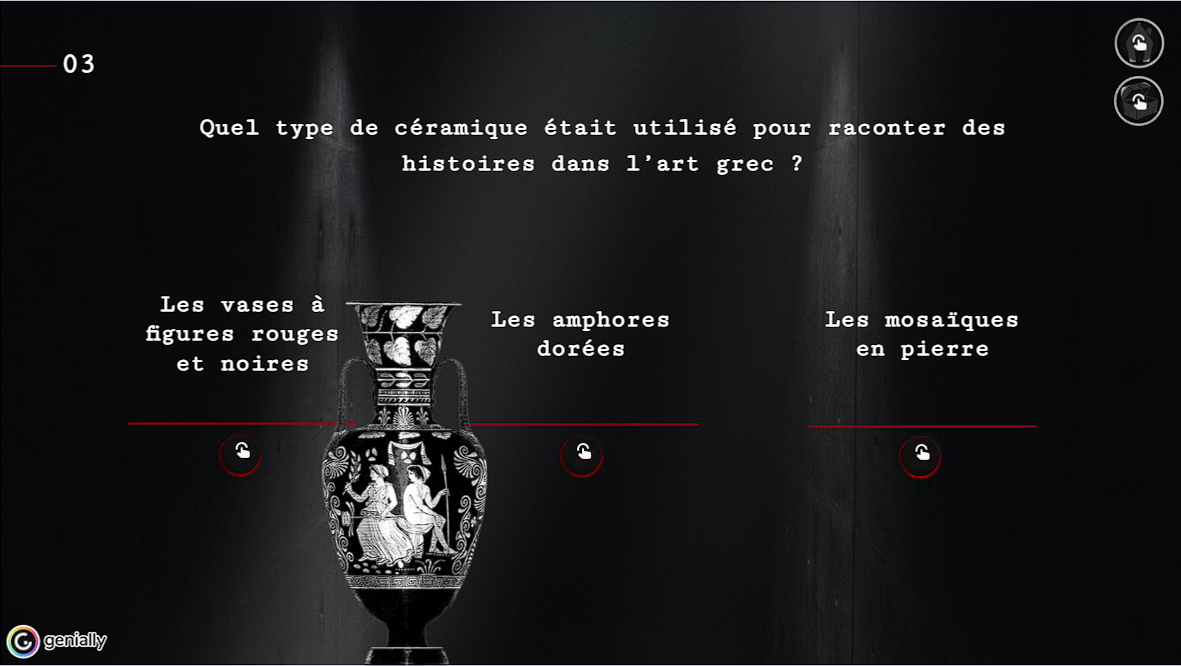 03
Quel type de céramique était utilisé pour raconter des
histoires dans l'art grec ?
Les vases à
figures rouges
et noires
Les amphores
dorées
Les mosaïques
en pierre
genially